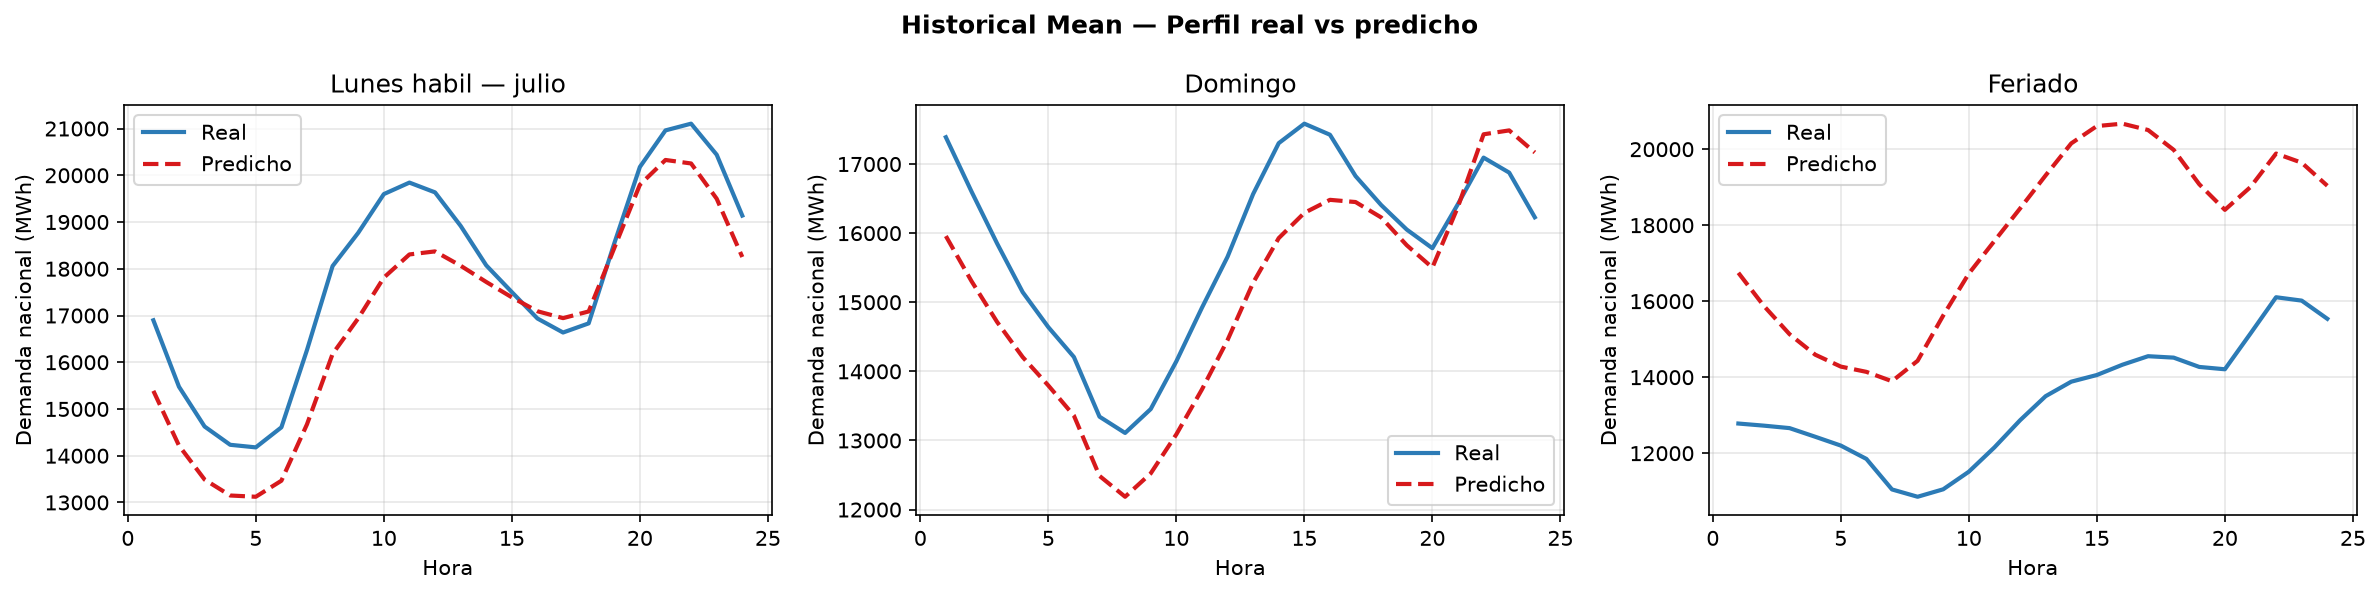 Historical Mean — Perfil real vs predicho
Lunes habil — julio
Real
Predicho
Demanda nacional (MWh)
21000
20000
19000
18000
17000
16000
15000
14000
13000
0 5 10 15 20 25
Hora
Domingo
Demanda nacional (MWh)
17000
16000
15000
14000
13000
12000
Real
Predicho
0 5 10 15 20 25
Hora
Feriado
Real
Predicho
Demanda nacional (MWh)
20000
18000
16000
14000
12000
0 5 10 15 20 25
Hora